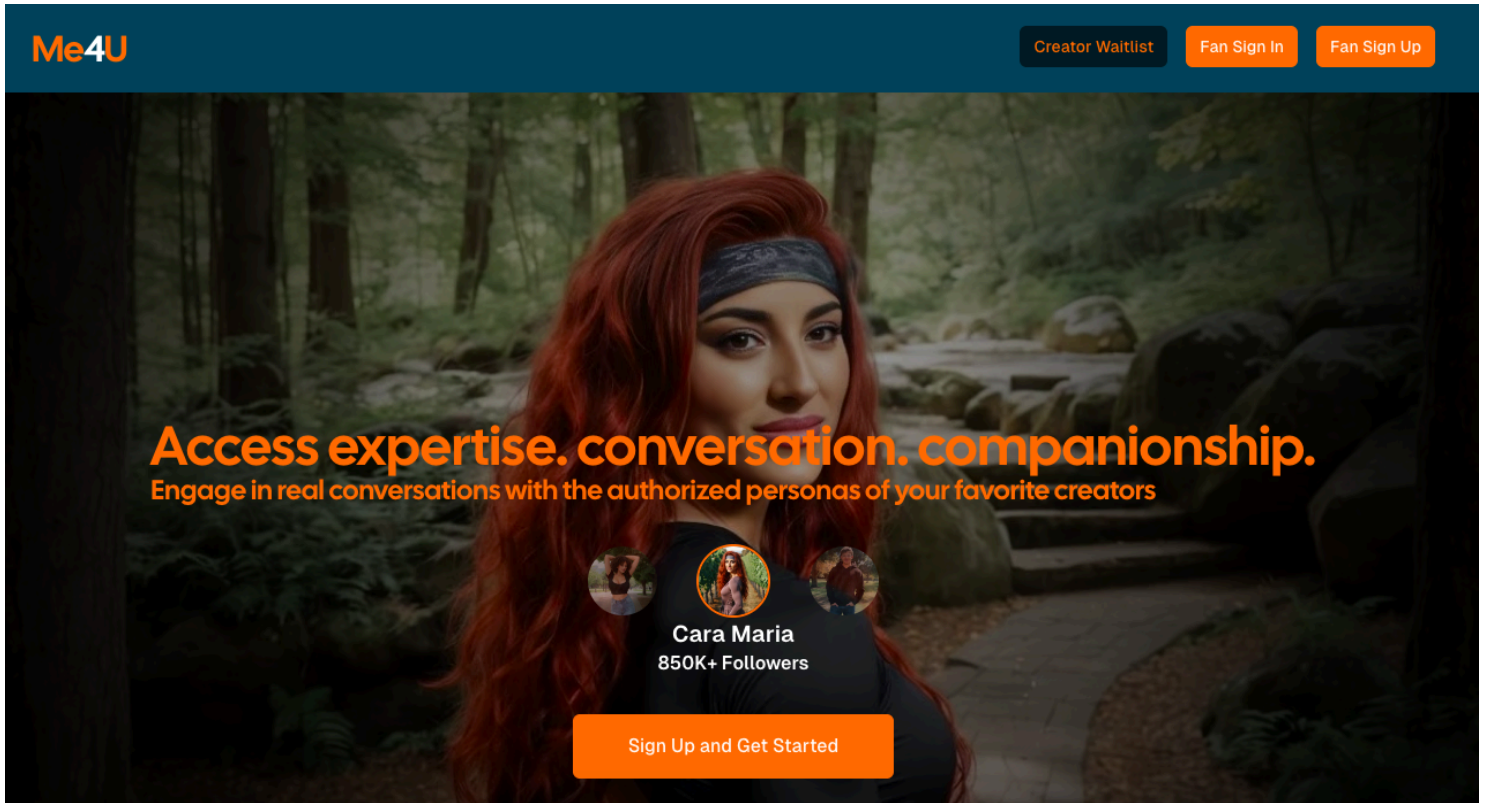 Me4U
Creator Waitlist
Fan Sign In
Fan Sign Up
Access expertise. conversation. companionship.
Engage in real conversations with the authorized personas of your favorite creators
Cara Maria
850K+ Followers
Sign Up and Get Started